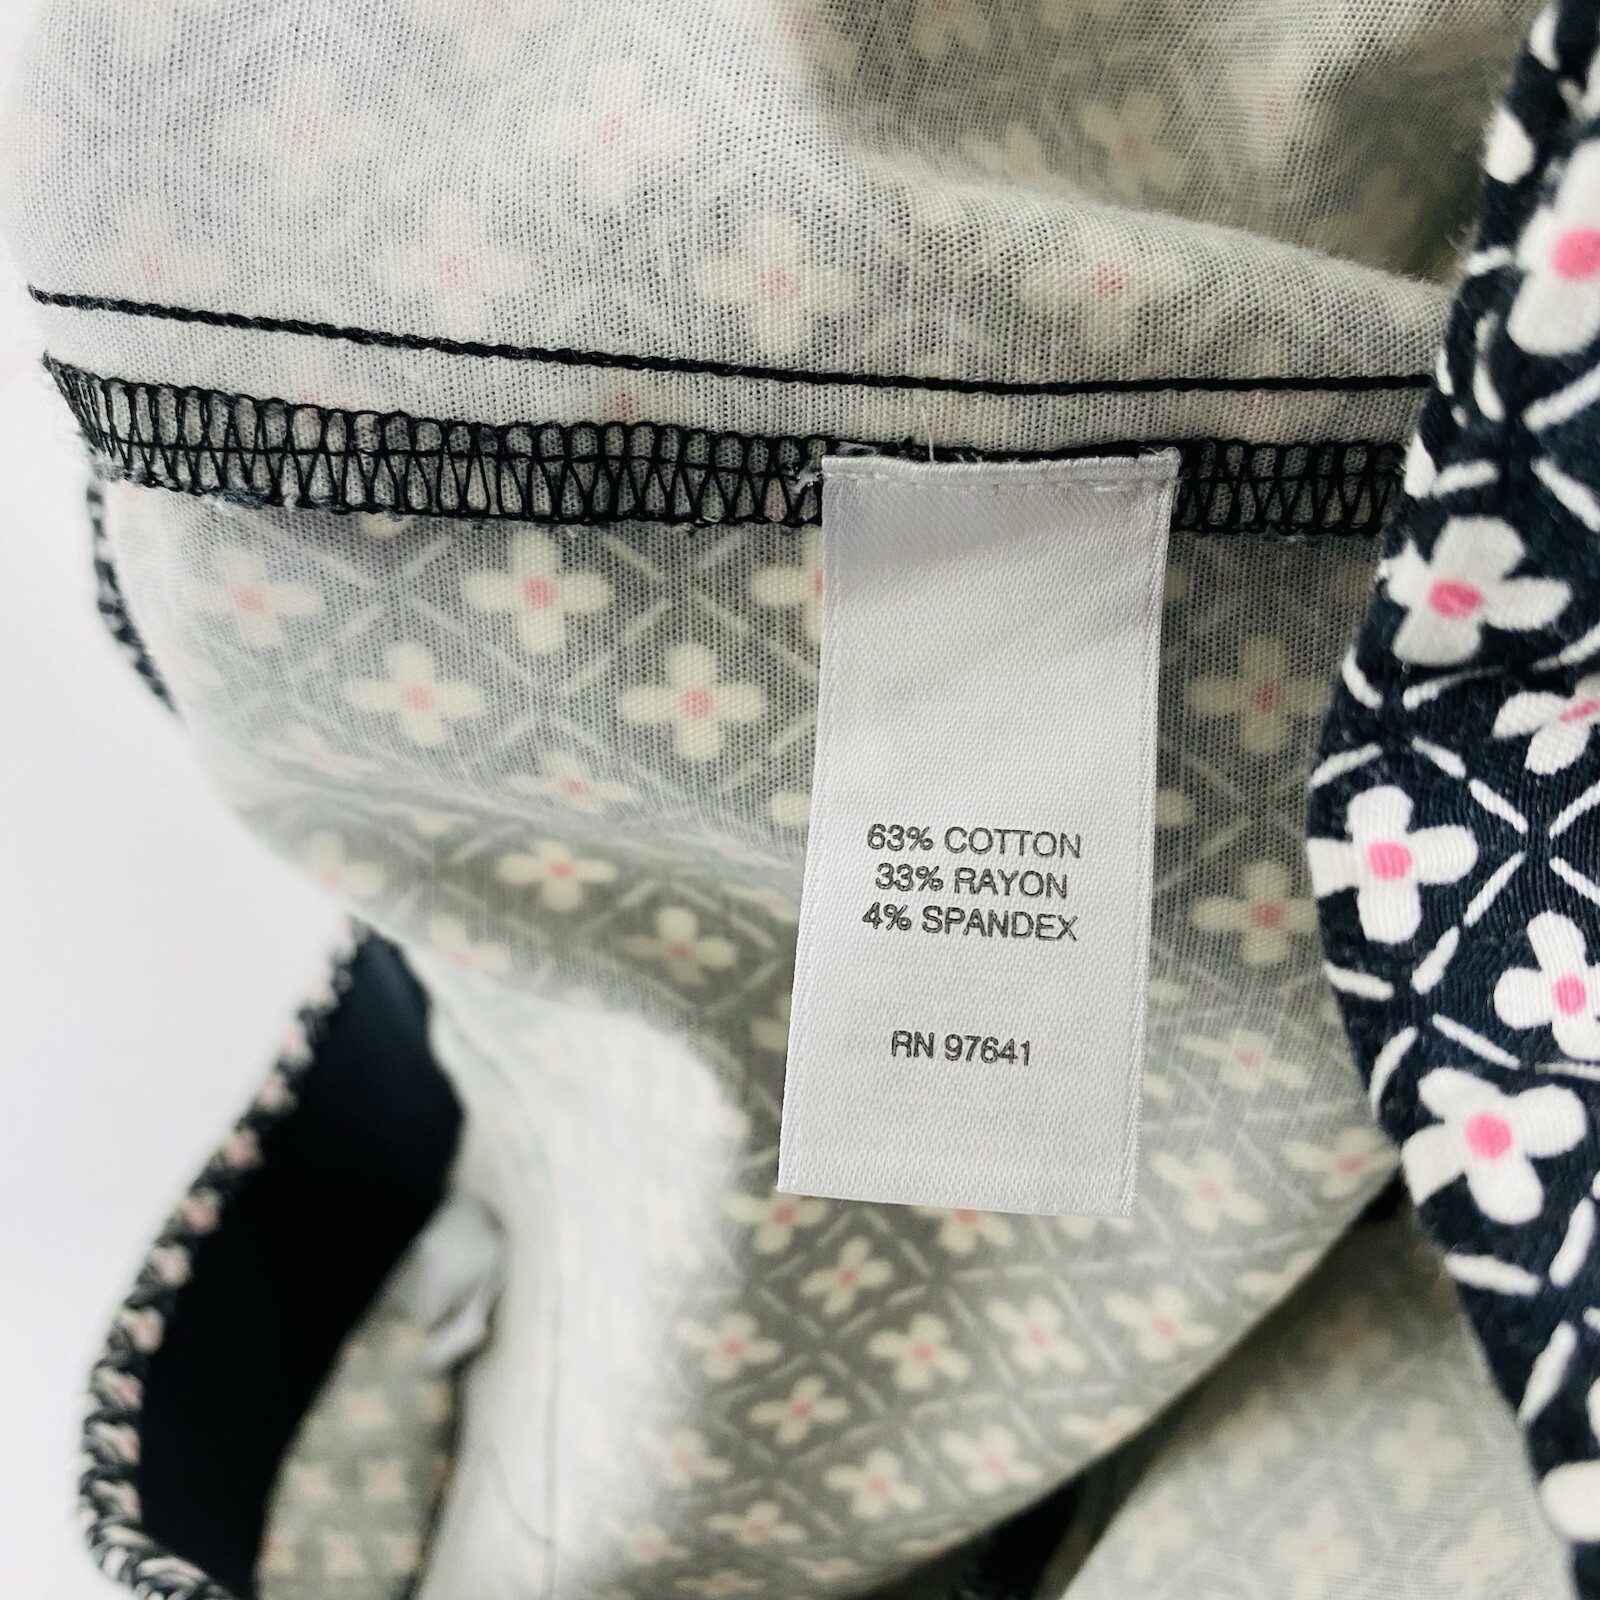 63% COTTON
33% RAYON
4% SPANDEX
RN 97641